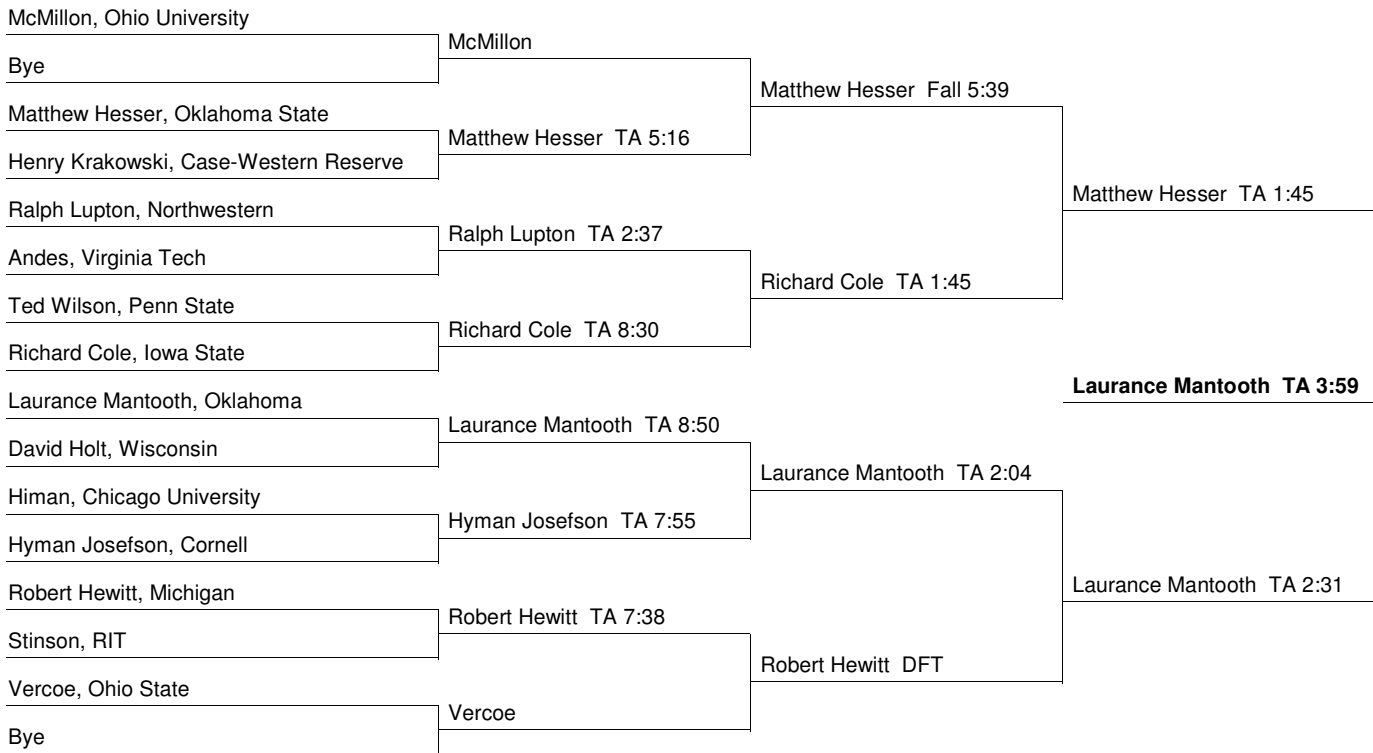 McMillon, Ohio University
Bye
Matthew Hesser, Oklahoma State
Henry Krakowski, Case-Western Reserve
Ralph Lupton, Northwestern
Andes, Virginia Tech
Ted Wilson, Penn State
Richard Cole, Iowa State
Laurance Mantooth, Oklahoma
David Holt, Wisconsin
Himan, Chicago University
Hyman Josefson, Cornell
Robert Hewitt, Michigan
Stinson, RIT
Vercoe, Ohio State
Bye
McMillon
Matthew Hesser TA 5:16
Ralph Lupton TA 2:37
Richard Cole TA 8:30
Laurance Mantooth TA 8:50
Hyman Josefson TA 7:55
Robert Hewitt TA 7:38
Vercoe
Matthew Hesser Fall 5:39
Richard Cole TA 1:45
Laurance Mantooth TA 2:04
Robert Hewitt DFT
Matthew Hesser TA 1:45
Laurance Mantooth TA 3:59
Laurance Mantooth TA 2:31